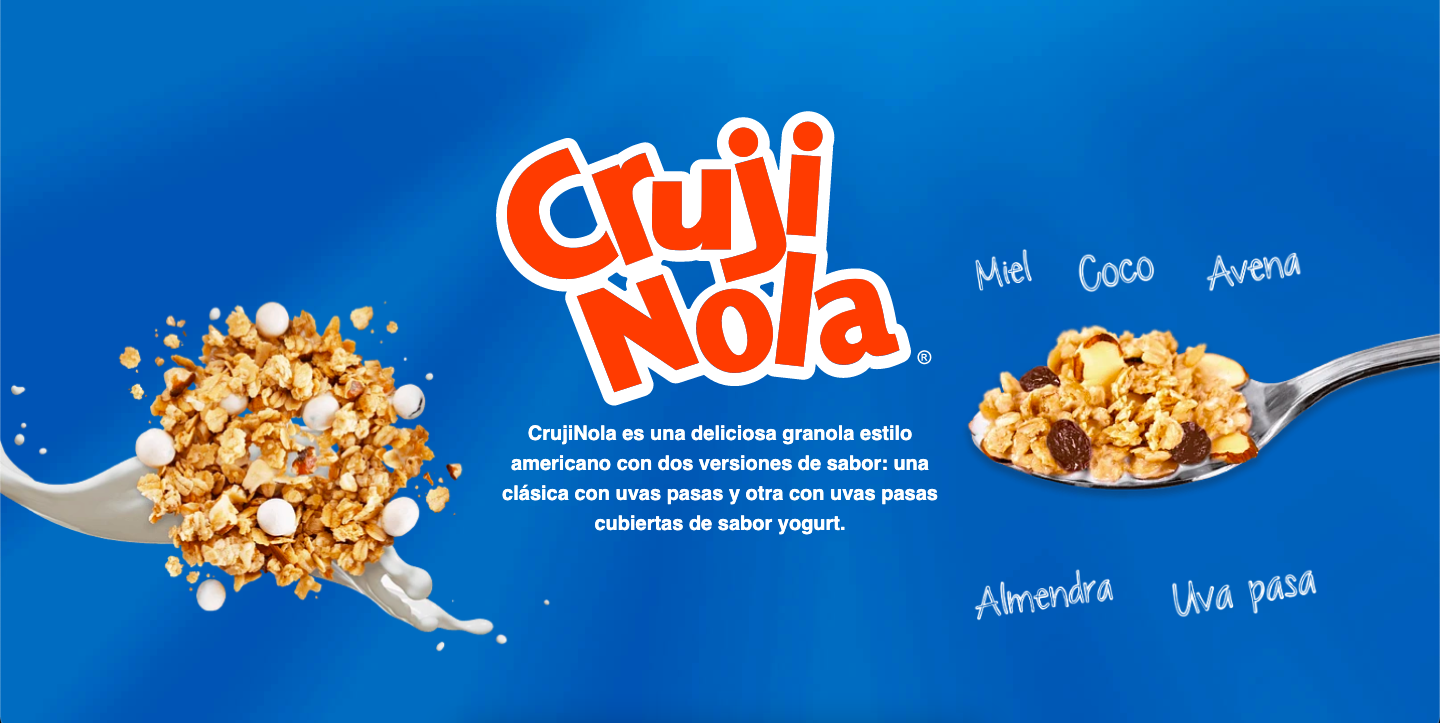 Cruji
Nola
®
CrujiNola es una deliciosa granola estilo
americano con dos versiones de sabor: una
clásica con uvas pasas y otra con uvas pasas
cubiertas de sabor yogurt.
Miel Coco Avena
Almendra Uva pasa